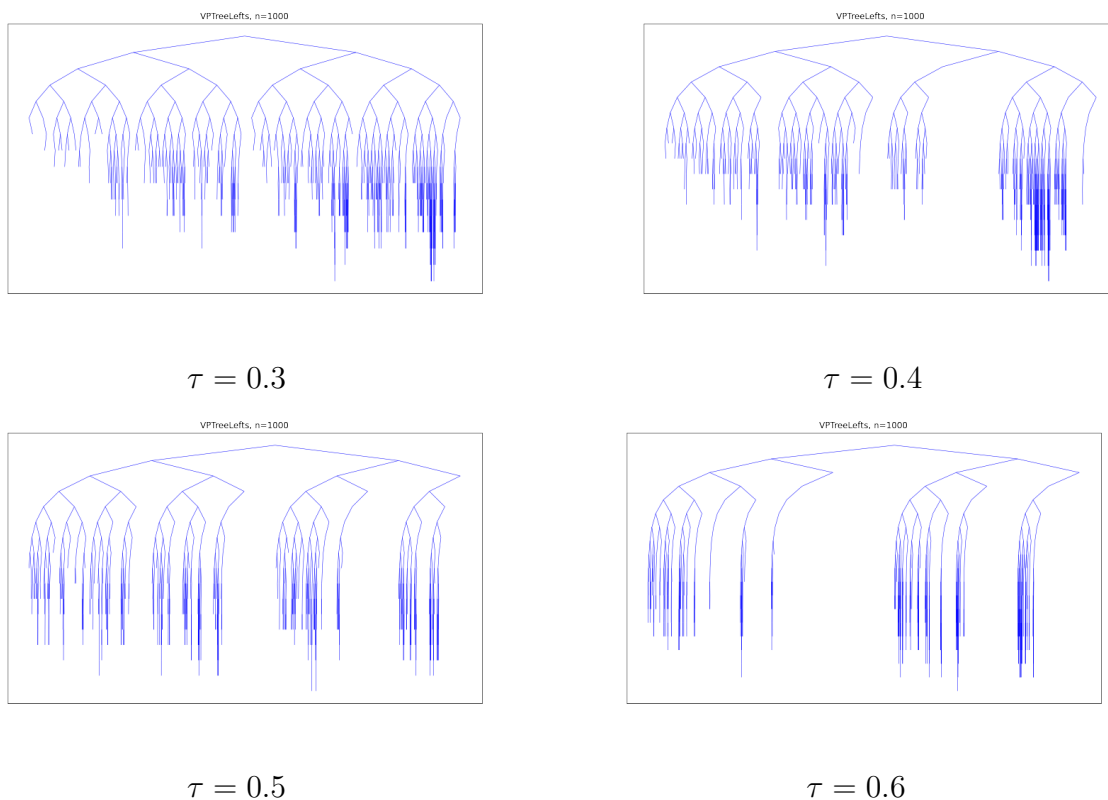 VPTreeLefts, n=1000
VPTreeLefts, n=1000
τ = 0.3
τ = 0.4
VPTreeLefts, n=1000
VPTreeLefts, n=1000
τ = 0.5
τ = 0.6